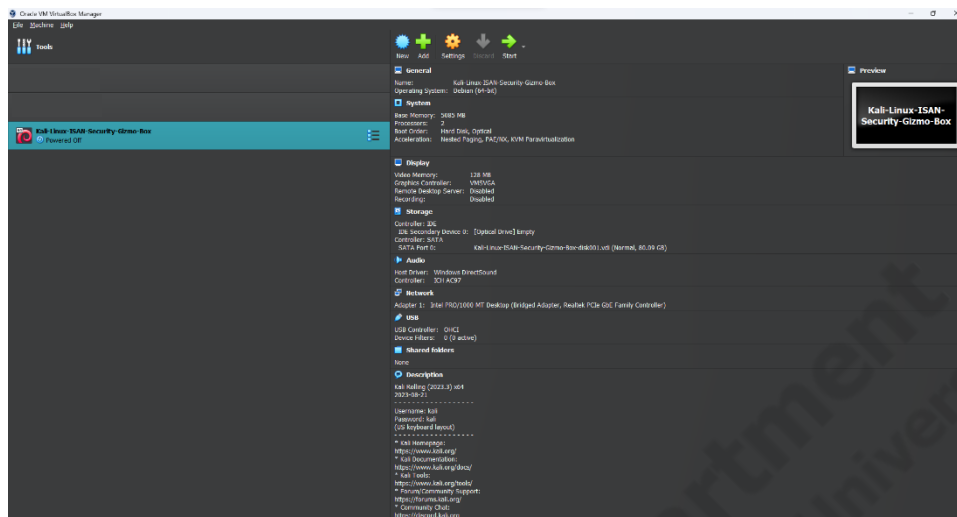 Oracle VM VirtualBox Manager
File Machine Help
Tools
New Add Settings Discard Start
Kali-Linux-ISAN-Security-Gizmo-Box
Powered Off
General
Name: Kali-Linux-ISAN-Security-Gizmo-Box
Operating System: Debian (64-bit)
Preview
Kali-Linux-ISAN-
Security-Gizmo-Box
System
Base Memory: 5085 MB
Processors: 2
Boot Order: Hard Disk, Optical
Acceleration: Nested Paging, PAE/NX, KVM Paravirtualization
Display
Video Memory: 128 MB
Graphics Controller: VMSVGA
Remote Desktop Server: Disabled
Recording: Disabled
Storage
Controller: IDE
IDE Secondary Device 0: [Optical Drive] Empty
Controller: SATA
SATA Port 0: Kali-Linux-ISAN-Security-Gizmo-Box-disk001.vdi (Normal, 80.09 GB)
Audio
Host Driver: Windows DirectSound
Controller: ICH AC97
Network
Adapter 1: Intel PRO/1000 MT Desktop (Bridged Adapter, Realtek PCIe GbE Family Controller)
USB
USB Controller: OHCI
Device Filters: 0 (0 active)
Shared folders
None
Description
Kali Rolling (2023.3) x64
2023-08-21
- - - - - - - - - - - - - - - - - -
Username: kali
Password: kali
(US keyboard layout)
- - - - - - - - - - - - - - - - - -
* Kali Homepage:
https://www.kali.org/
* Kali Documentation:
https://www.kali.org/docs/
* Kali Tools:
https://www.kali.org/tools/
* Forum/Community Support:
https://forums.kali.org/
* Community Chat:
https://discord.kali.org